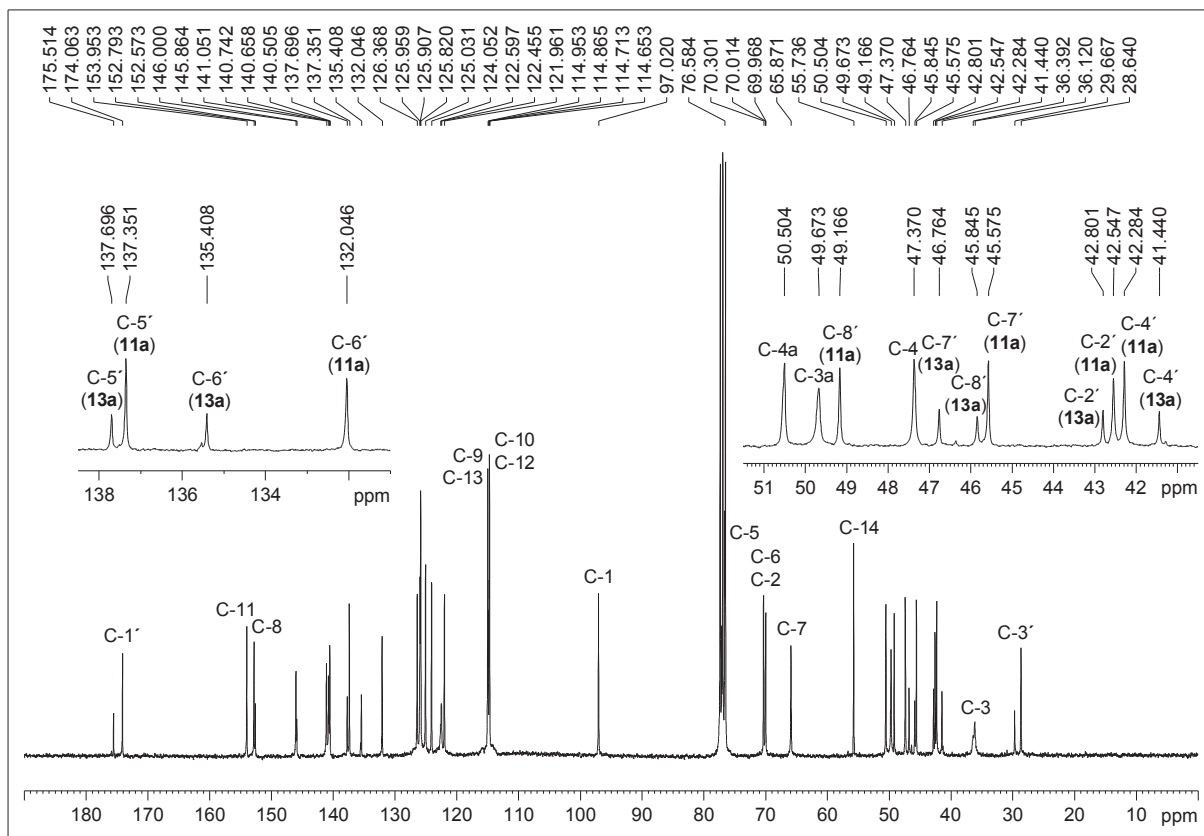 175.514 174.063 153.953 152.793 152.573 146.000 145.864 141.051 140.742 140.658 140.505 137.696 137.351 135.408 132.046 126.368 125.959 125.907 125.820 125.031 124.052 122.597 122.455 121.961 114.953 114.865 114.713 114.653 97.020 76.584 70.301 70.014 69.968 65.871 55.736 50.504 49.673 49.166 47.370 46.764 45.845 45.575 42.801 42.547 42.284 41.440 36.392 36.120 29.667 28.640
137.696 137.351 135.408 132.046
C-5´
(11a)
C-5´
(13a)
C-6´
(13a)
C-6´
(11a)
138 136 134 ppm
50.504 49.673 49.166 47.370 46.764 45.845 45.575 42.801 42.547 42.284 41.440
C-4a
C-3a
C-8´
(11a)
C-4
C-7´
(13a)
C-8´
(13a)
C-7´
(11a)
C-2´
(13a)
C-2´
(11a)
C-4´
(11a)
C-4´
(13a)
51 50 49 48 47 46 45 44 43 42 ppm
C-1´
C-11
C-8
C-9
C-13
C-10
C-12
C-1
C-5
C-6
C-2
C-7
C-14
C-3
C-3´
180 170 160 150 140 130 120 110 100 90 80 70 60 50 40 30 20 10 ppm